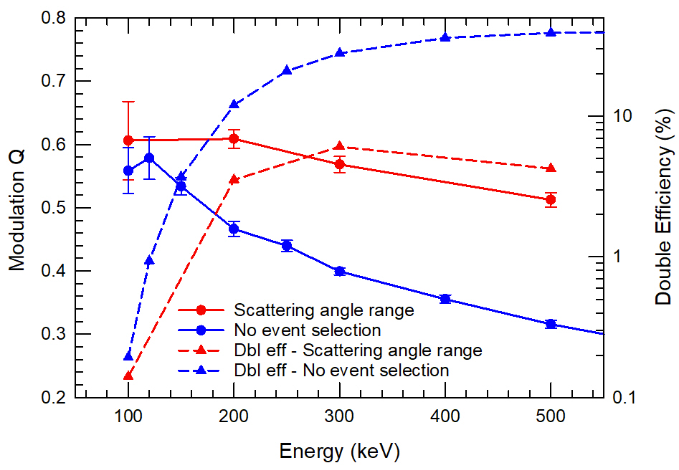 0.8
0.7
0.6
0.5
0.4
0.3
0.2
Modulation Q
10
1
0.1
Double Efficiency (%)
Scattering angle range
No event selection
Dbl eff - Scattering angle range
Dbl eff - No event selection
100 200 300 400 500
Energy (keV)